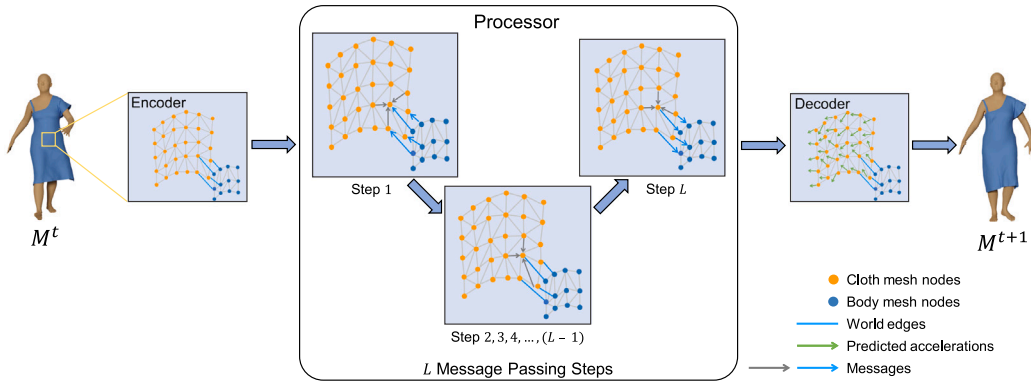 Processor
Encoder
Decoder
Step 1
Step L
M^t
M^{t+1}
Step 2, 3, 4, ..., (L − 1)
L Message Passing Steps
Cloth mesh nodes
Body mesh nodes
World edges
Predicted accelerations
Messages